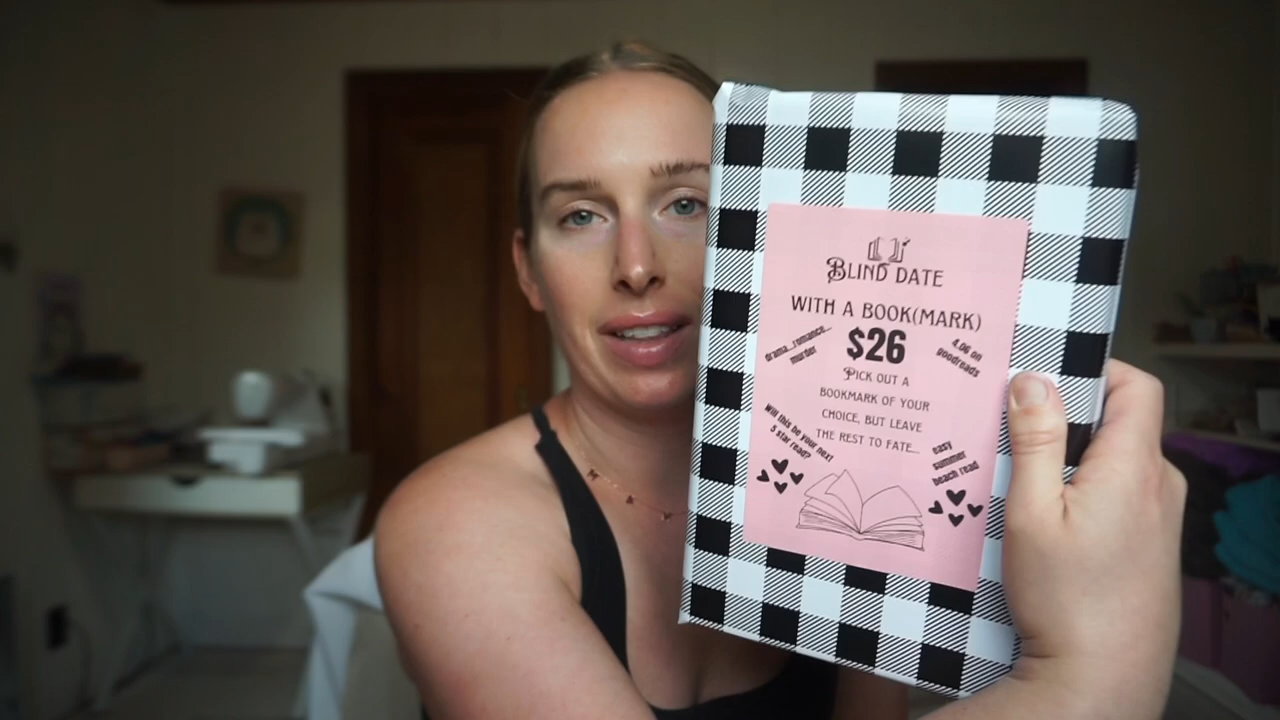 BLIND DATE
WITH A BOOK(MARK)
$26
drama...romance...
murder
4.06 on
goodreads
PICK OUT A
BOOKMARK OF YOUR
CHOICE, BUT LEAVE
THE REST TO FATE...
Will this be your next
5 star read?
easy
summer
beach read